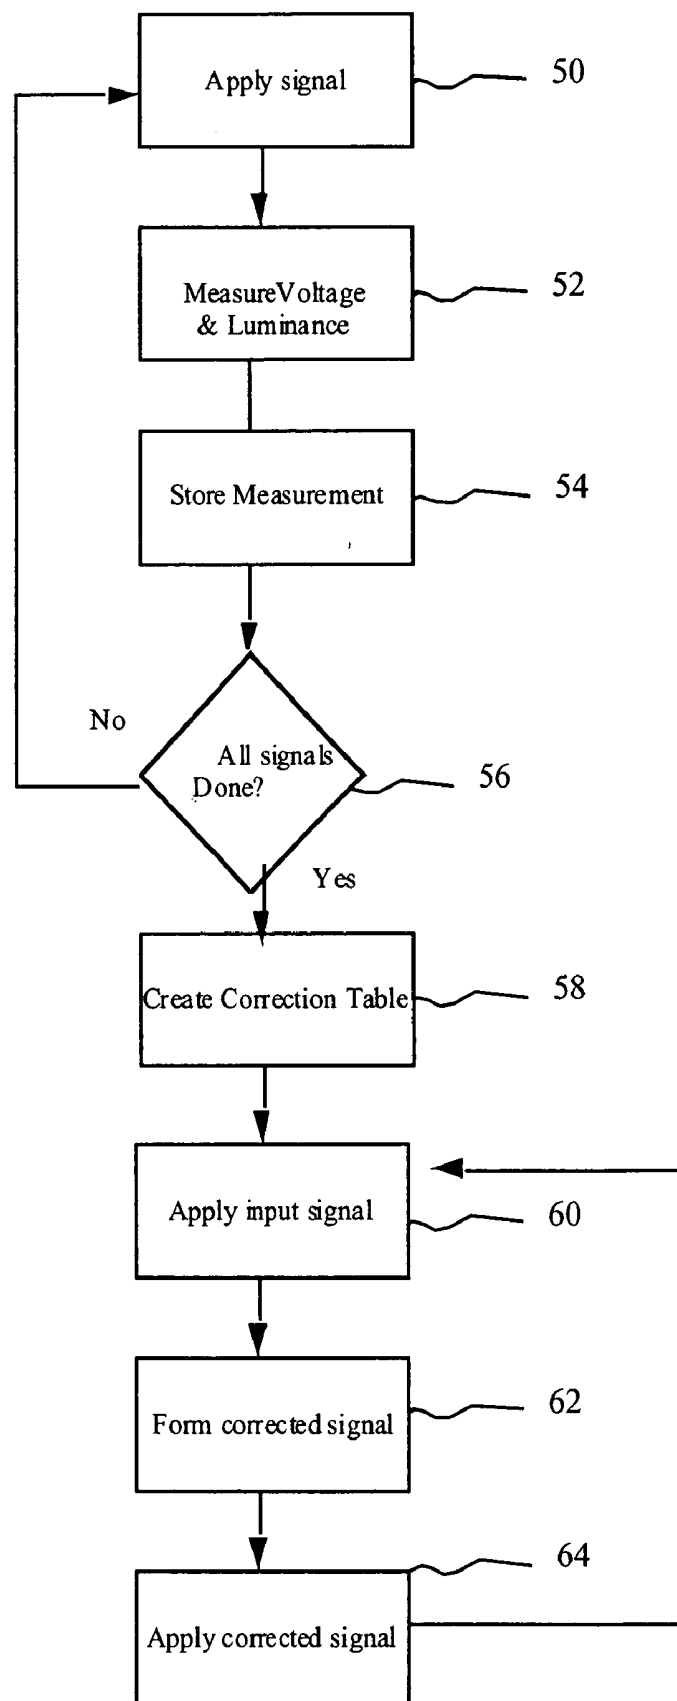 Apply signal
50
MeasureVoltage
& Luminance
52
Store Measurement
54
No
All signals
Done?
56
Yes
Create Correction Table
58
Apply input signal
60
Form corrected signal
62
64
Apply corrected signal